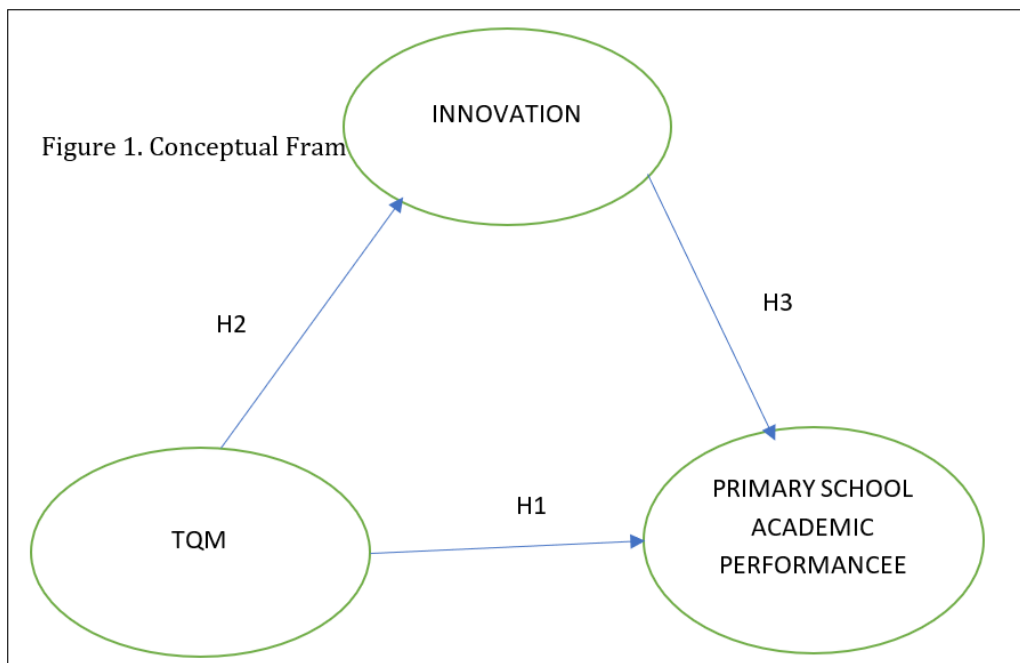 INNOVATION
Figure 1. Conceptual Fram
H2
H3
H1
TQM
PRIMARY SCHOOL
ACADEMIC
PERFORMANCEE